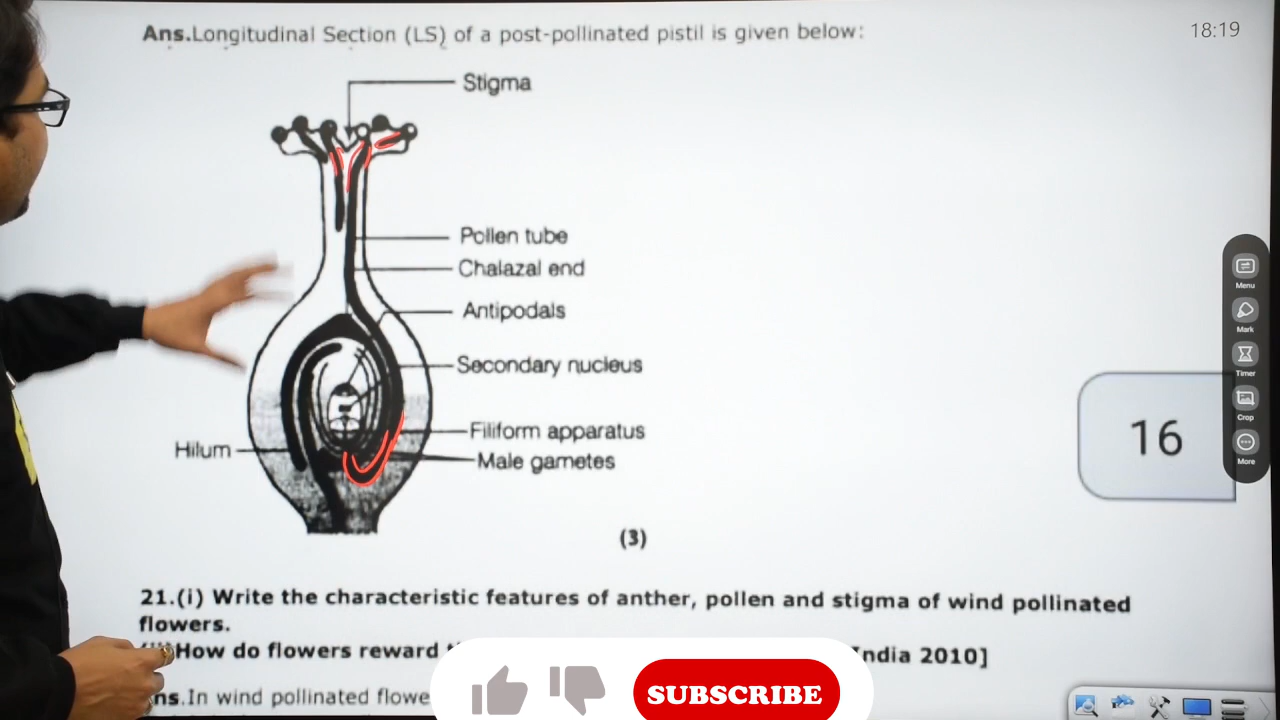 Ans.Longitudinal Section (LS) of a post-pollinated pistil is given below:
18:19
Stigma
Pollen tube
Chalazal end
Antipodals
Secondary nucleus
Filiform apparatus
Hilum
Male gametes
(3)
16
Menu
Mark
Timer
Crop
More
21.(i) Write the characteristic features of anther, pollen and stigma of wind pollinated
flowers.
How do flowers reward
ndia 2010]
ns.In wind pollinated flowe
SUBSCRIBE